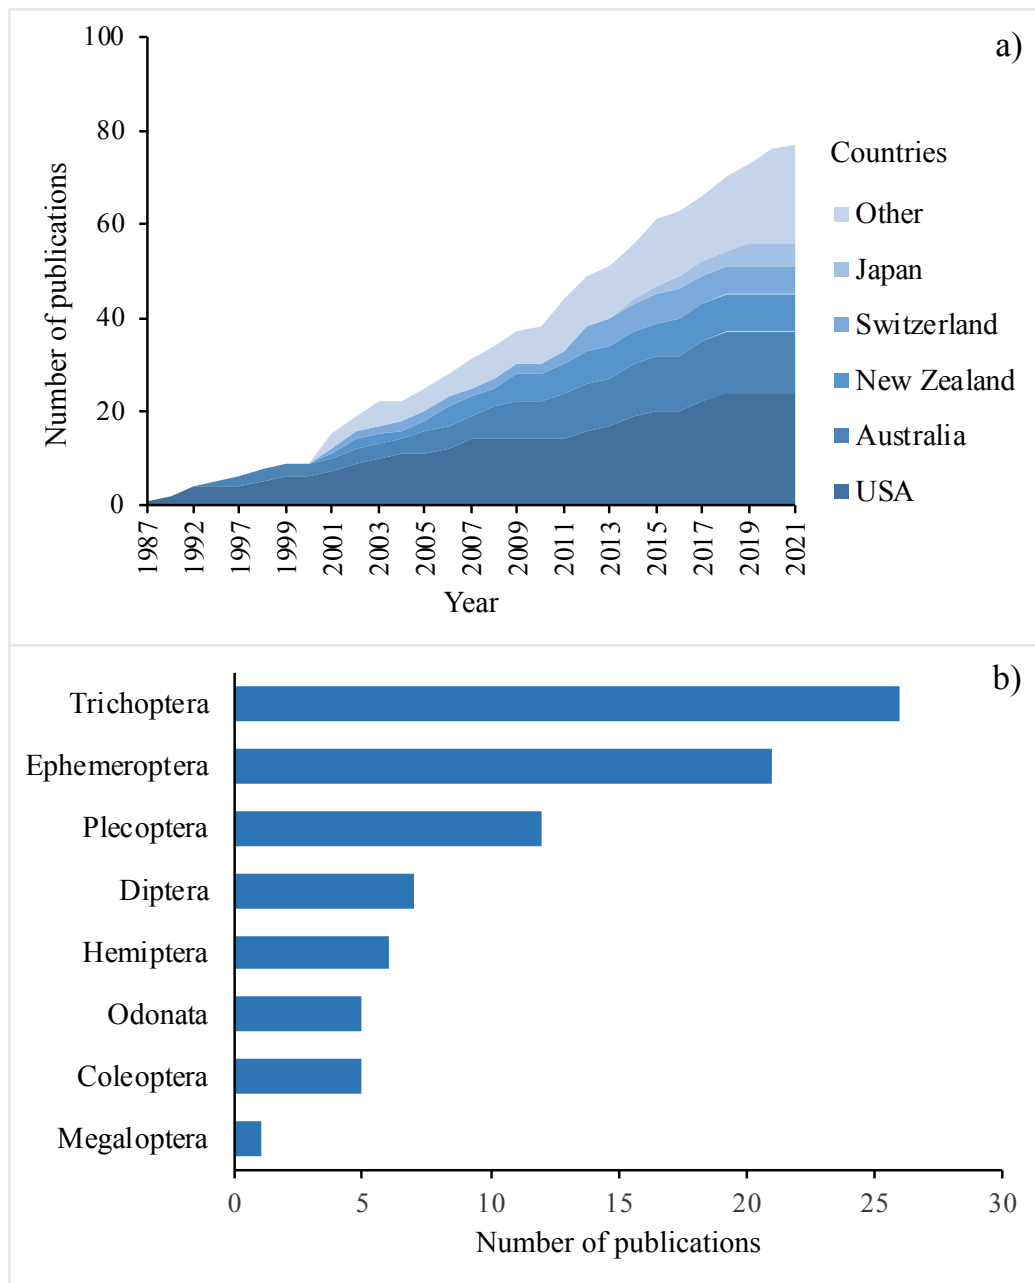 a)
100
80
60
40
20
0
Number of publications
1987
1992
1997
1999
2001
2003
2005
2007
2009
2011
2013
2015
2017
2019
2021
Year
Countries
Other
Japan
Switzerland
New Zealand
Australia
USA
b)
Trichoptera
Ephemeroptera
Plecoptera
Diptera
Hemiptera
Odonata
Coleoptera
Megaloptera
0 5 10 15 20 25 30
Number of publications